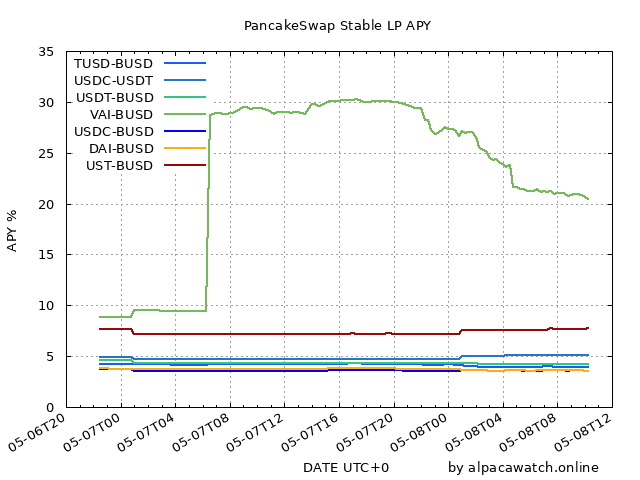 PancakeSwap Stable LP APY
35
30
25
20
15
10
5
0
APY %
TUSD-BUSD
USDC-USDT
USDT-BUSD
VAI-BUSD
USDC-BUSD
DAI-BUSD
UST-BUSD
05-06T20
05-07T00
05-07T04
05-07T08
05-07T12
05-07T16
05-07T20
05-08T00
05-08T04
05-08T08
05-08T12
DATE UTC+0
by alpacawatch.online